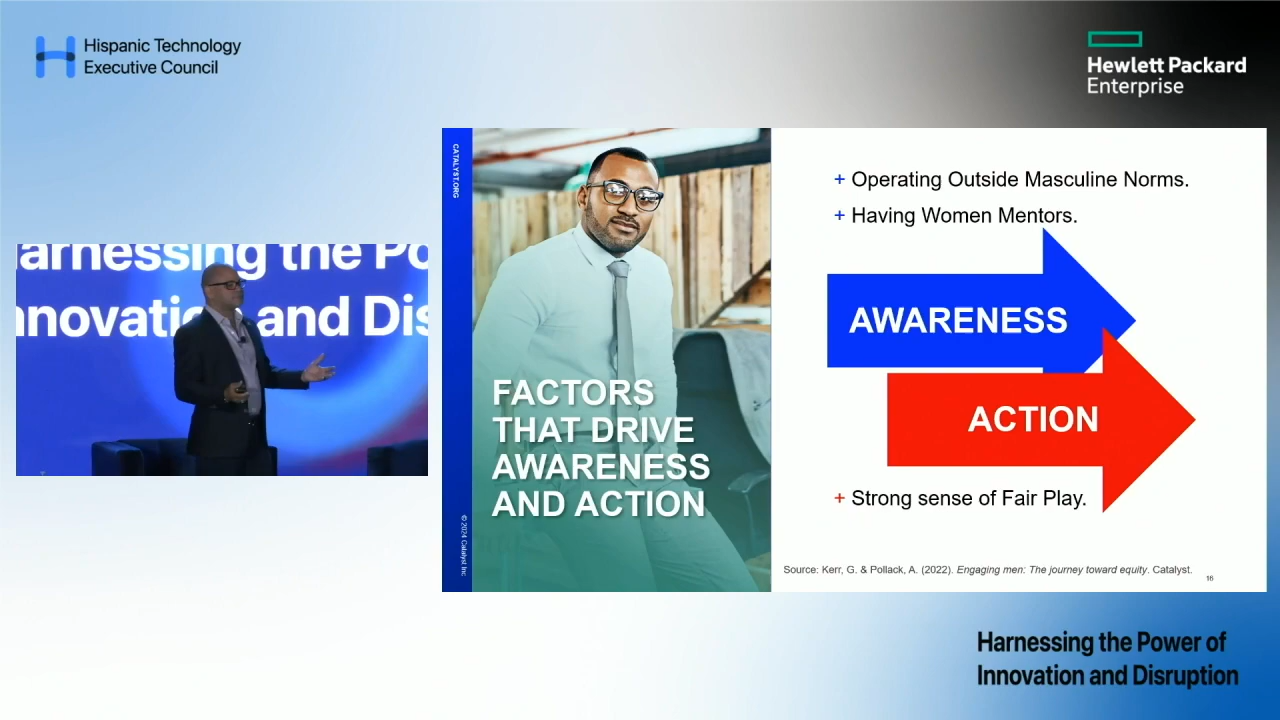 Hispanic Technology
Executive Council
Hewlett Packard
Enterprise
arnessing the Po
nnovatio and Dis
CATALYST.ORG
FACTORS
THAT DRIVE
AWARENESS
AND ACTION
© 2024 Catalyst Inc
+ Operating Outside Masculine Norms.
+ Having Women Mentors.
AWARENESS
ACTION
+ Strong sense of Fair Play.
Source: Kerr, G. & Pollack, A. (2022). Engaging men: The journey toward equity. Catalyst.
16
Harnessing the Power of
Innovation and Disruption